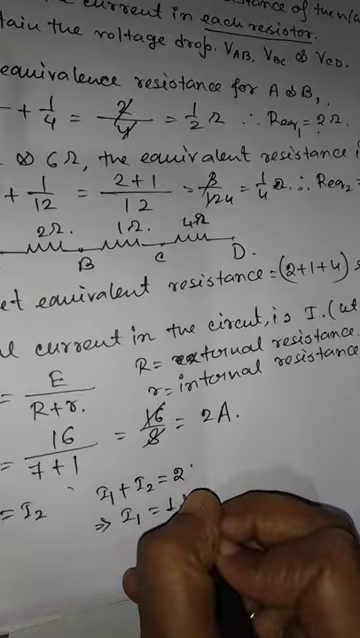 current in each resistor.
tain the voltage drop. VAB, VBC & VCD.
equivalence resistance for A & B,
+ 1/4 = 2/4 = 1/2 Ω ∴ Req1 = 2Ω.
6Ω, the equivalent resistance
+ 1/12 = 2+1/12 = 3/12 4 = 1/4 Ω ∴ Req2 =
2Ω. 1Ω. 4Ω
B C D.
et equivalent resistance = (2+1+4)
current in the circuit, is I. (
R = external resistance.
= E/R+r. r = internal resistance
= 16/7+1 = 16/8 = 2A.
= I2 I1 + I2 = 2
⇒ I1 = 1